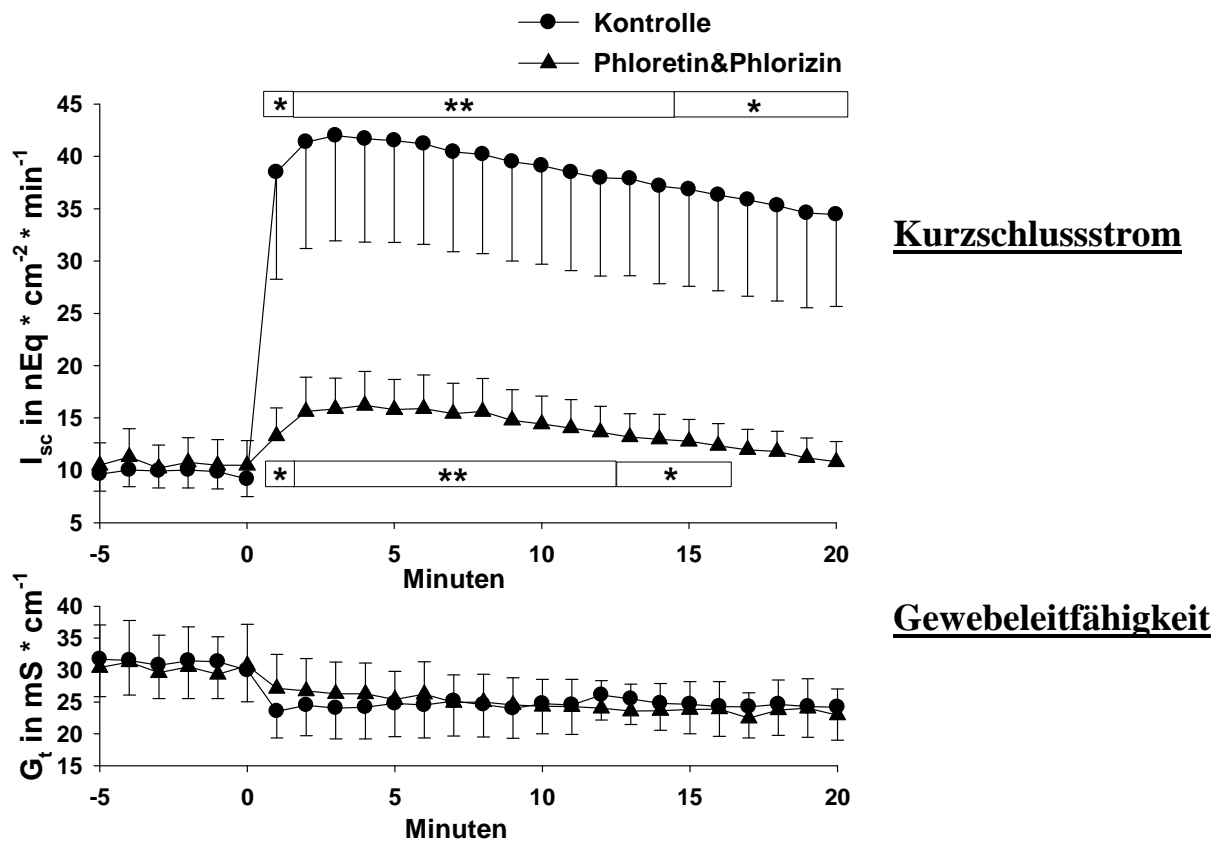 Kontrolle
Phloretin&Phlorizin
* ** *
45
40
35
30
25
20
15
10
5
I_sc in nEq * cm^-2 * min^-1
Kurzschlussstrom
* ** *
-5 0 5 10 15 20
Minuten
40
35
30
25
20
15
G_t in mS * cm^-1
Gewebeleitfähigkeit
-5 0 5 10 15 20
Minuten